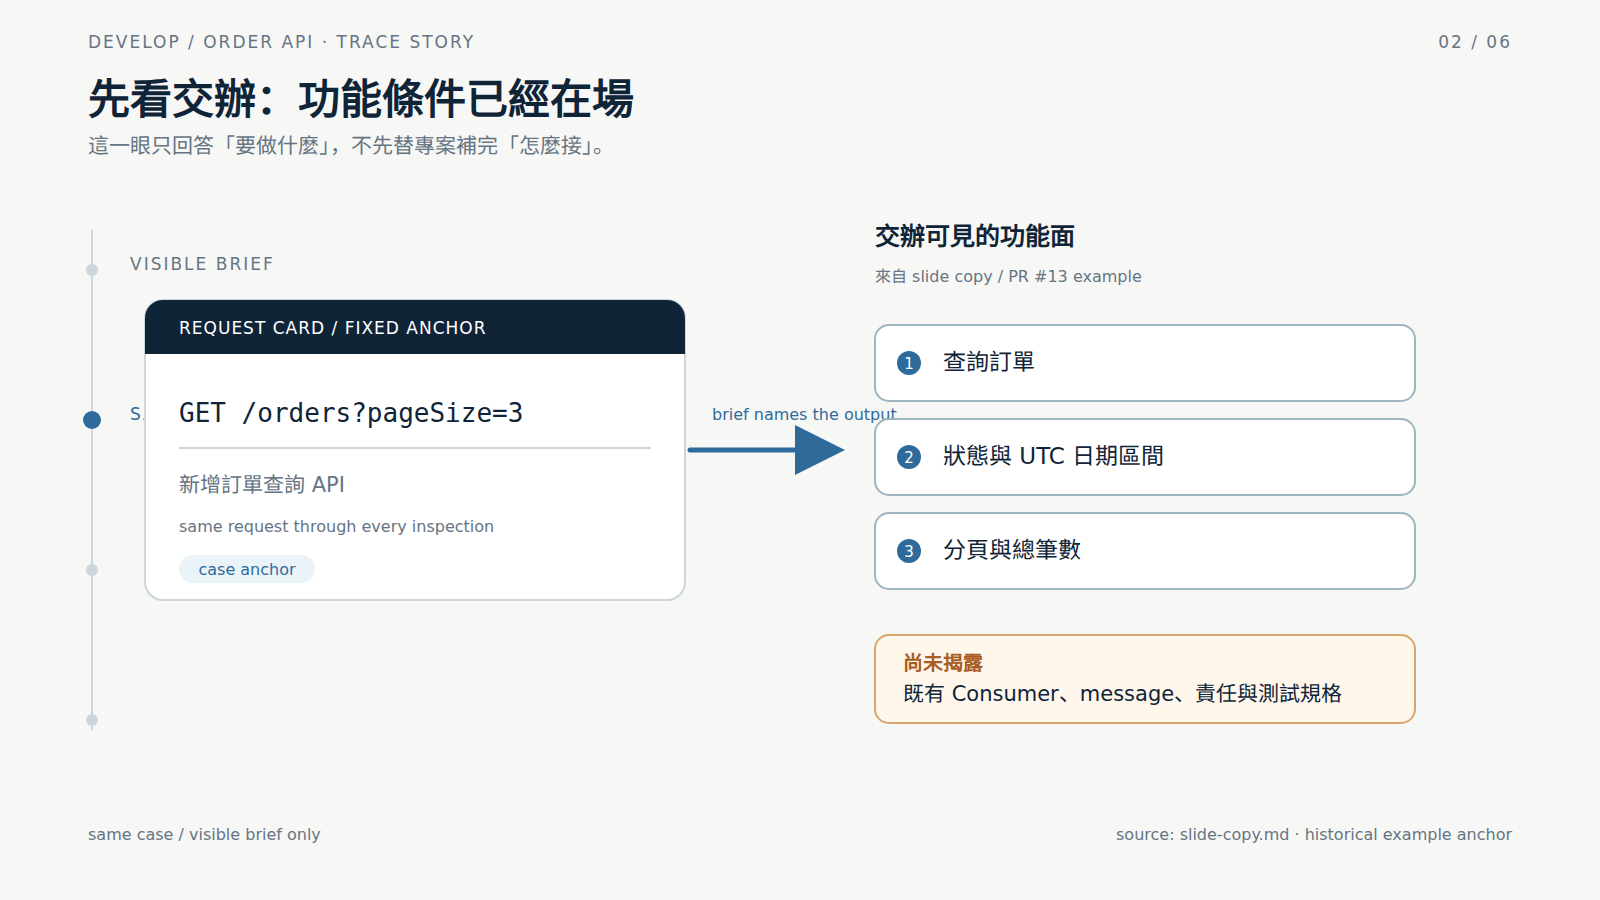 DEVELOP / ORDER API · TRACE STORY
02 / 06
先看交辦：功能條件已經在場
這一眼只回答「要做什麼」，不先替專案補完「怎麼接」。
VISIBLE BRIEF
REQUEST CARD / FIXED ANCHOR
GET /orders?pageSize=3
新增訂單查詢 API
same request through every inspection
case anchor
brief names the output
交辦可見的功能面
來自 slide copy / PR #13 example
1 查詢訂單
2 狀態與 UTC 日期區間
3 分頁與總筆數
尚未揭露
既有 Consumer、message、責任與測試規格
same case / visible brief only
source: slide-copy.md · historical example anchor